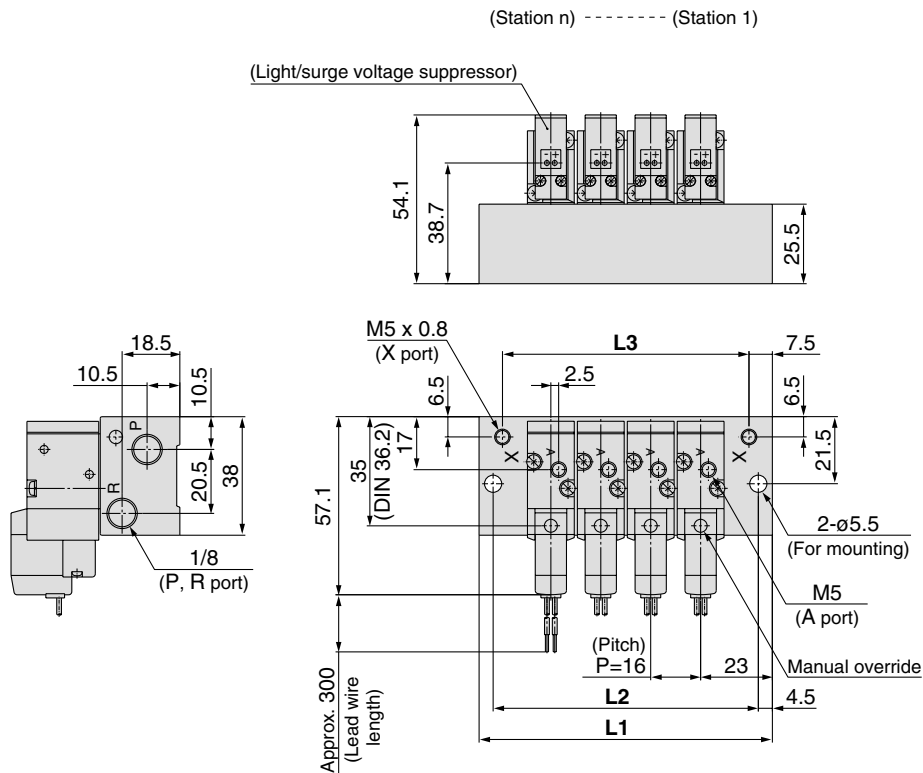 (Station n) -------- (Station 1)
(Light/surge voltage suppressor)
- +
- +
- +
- +
54.1
38.7
25.5
18.5
10.5
10.5
20.5
38
P
R
1/8
(P, R port)
M5 x 0.8
(X port)
L3
7.5
6.5
2.5
6.5
21.5
57.1
35
(DIN 36.2)
17
X
A
A
A
A
X
2-ø5.5
(For mounting)
M5
(A port)
Manual override
(Pitch)
P=16
23
L2
4.5
L1
Approx. 300
(Lead wire
length)